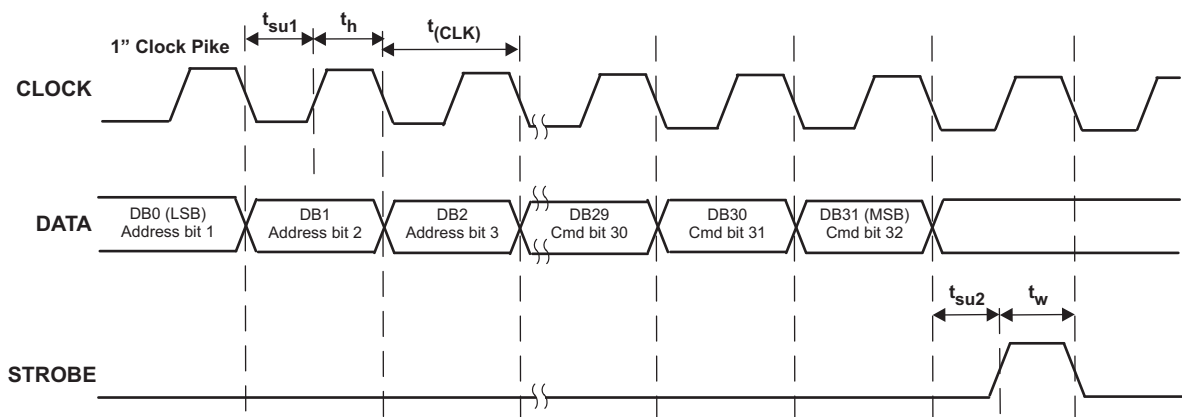 1” Clock Pike
tsu1
th
t(CLK)
CLOCK
DATA
DB0 (LSB)
Address bit 1
DB1
Address bit 2
DB2
Address bit 3
DB29
Cmd bit 30
DB30
Cmd bit 31
DB31 (MSB)
Cmd bit 32
tsu2
tw
STROBE